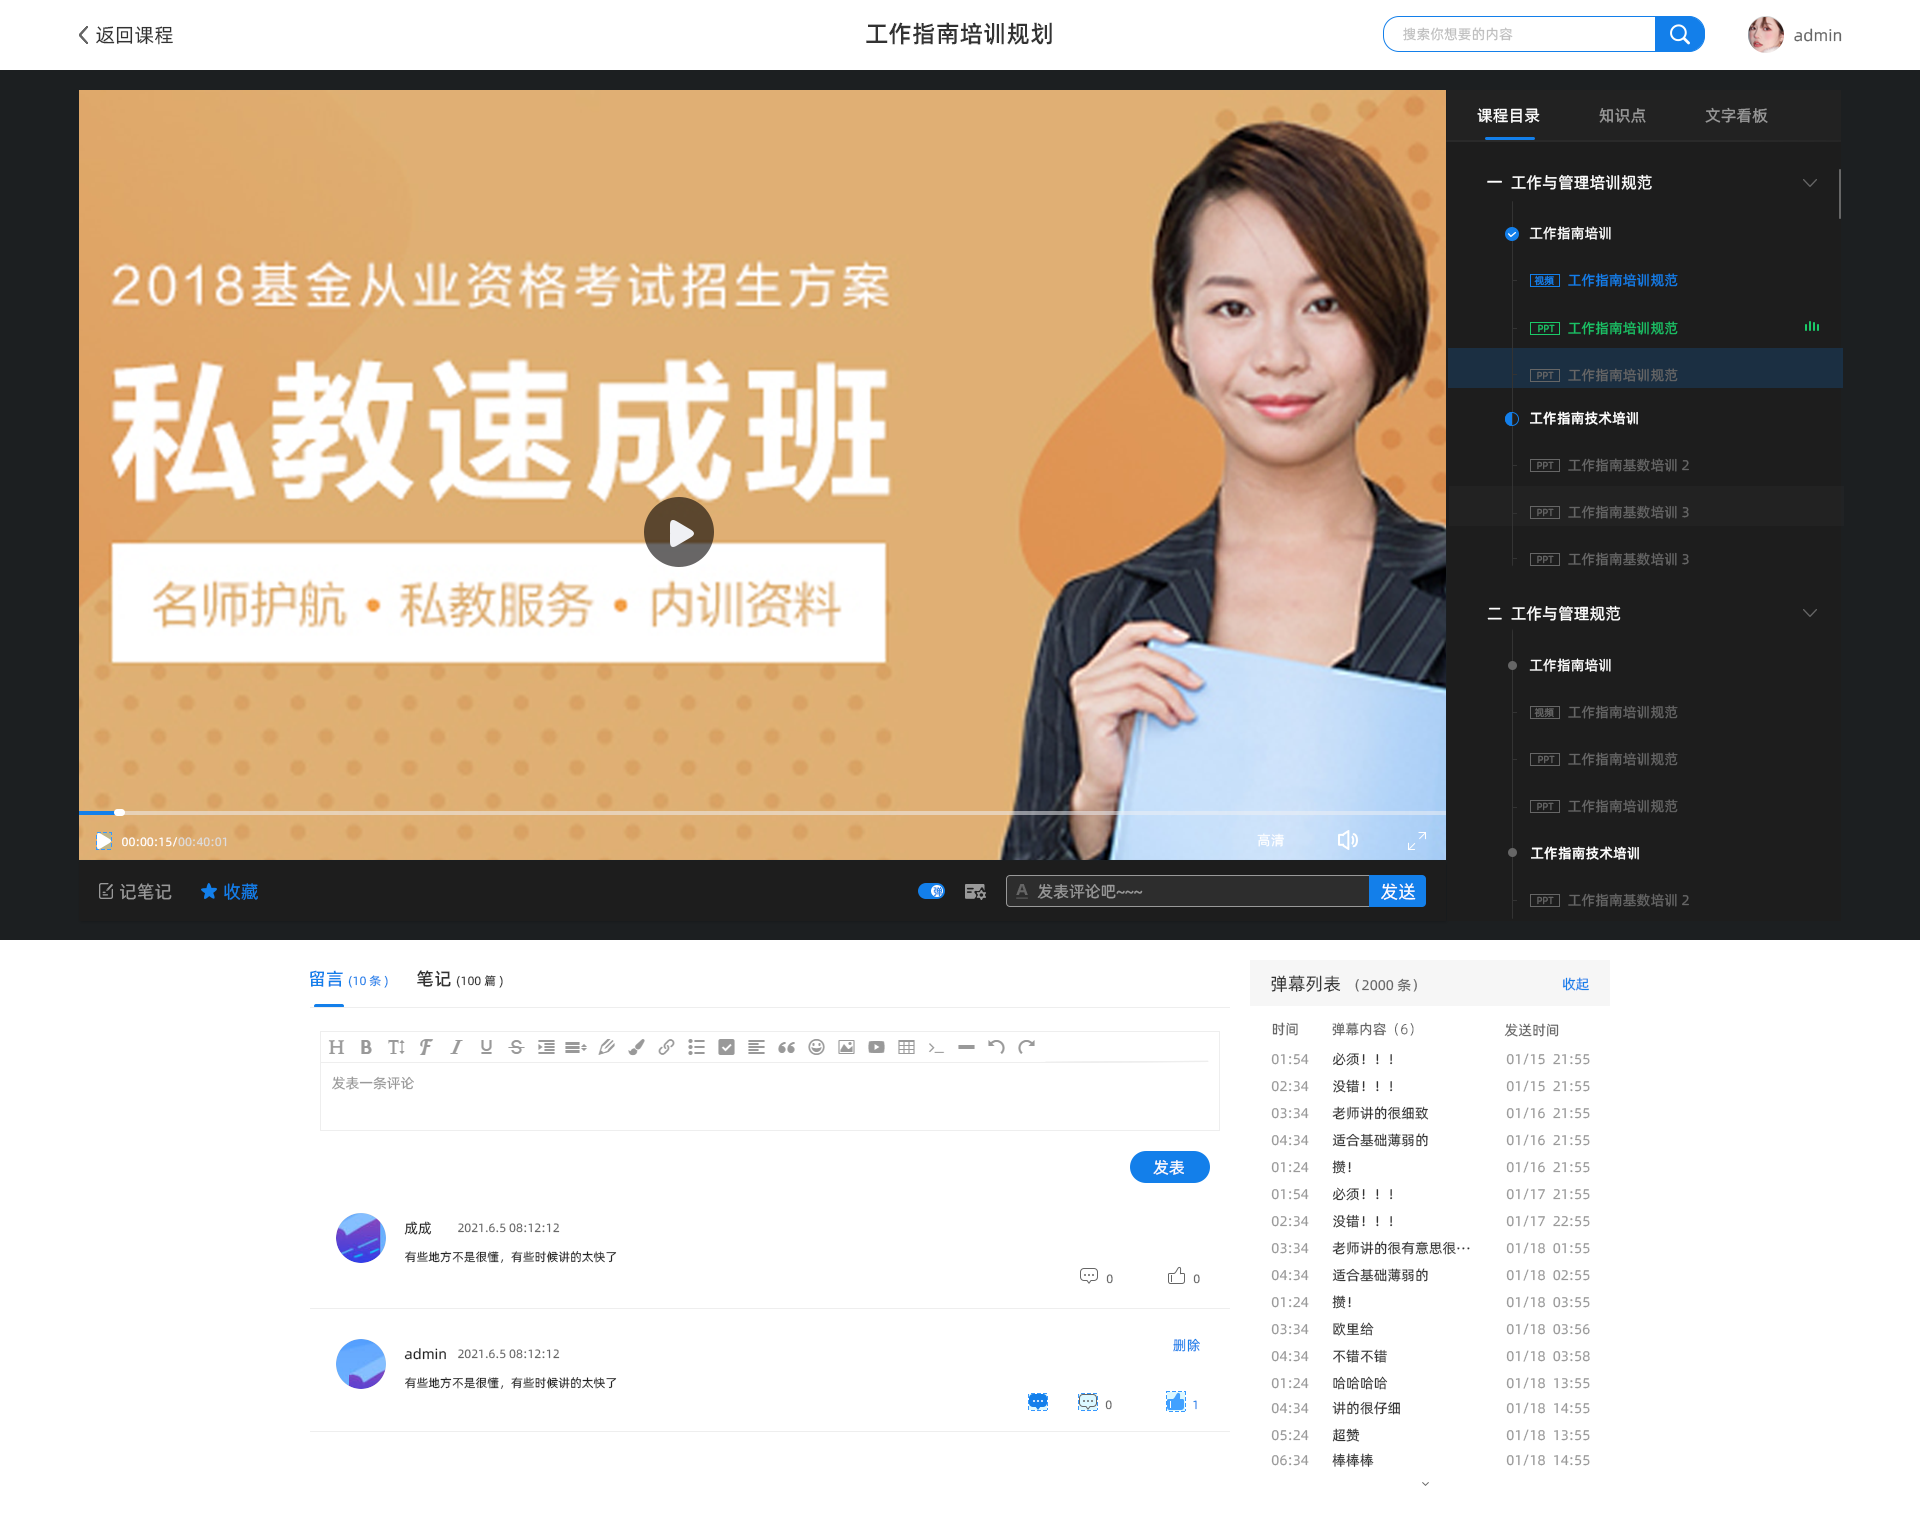 返回课程
工作指南培训规划
搜索你想要的内容
admin
2018基金从业资格考试招生方案
私教速成班
名师护航 • 私教服务 • 内训资料
00:00:15/00:40:01
高清
记笔记
收藏
弹
A 发表评论吧~~~
发送
课程目录 知识点 文字看板
一 工作与管理培训规范
工作指南培训
视频 工作指南培训规范
PPT 工作指南培训规范
PPT 工作指南培训规范
工作指南技术培训
PPT 工作指南基数培训 2
PPT 工作指南基数培训 3
PPT 工作指南基数培训 3
二 工作与管理规范
工作指南培训
视频 工作指南培训规范
PPT 工作指南培训规范
PPT 工作指南培训规范
工作指南技术培训
PPT 工作指南基数培训 2
留言 (10 条 ) 笔记 (100 篇 )
发表一条评论
发表
成成 2021.6.5 08:12:12
有些地方不是很懂，有些时候讲的太快了
0 0
admin 2021.6.5 08:12:12
删除
有些地方不是很懂，有些时候讲的太快了
0 1
弹幕列表 （2000 条） 收起
时间 弹幕内容（6） 发送时间
01:54 必须！！！ 01/15 21:55
02:34 没错！！！ 01/15 21:55
03:34 老师讲的很细致 01/16 21:55
04:34 适合基础薄弱的 01/16 21:55
01:24 攒！ 01/16 21:55
01:54 必须！！！ 01/17 21:55
02:34 没错！！！ 01/17 22:55
03:34 老师讲的很有意思很… 01/18 01:55
04:34 适合基础薄弱的 01/18 02:55
01:24 攒！ 01/18 03:55
03:34 欧里给 01/18 03:56
04:34 不错不错 01/18 03:58
01:24 哈哈哈哈 01/18 13:55
04:34 讲的很仔细 01/18 14:55
05:24 超赞 01/18 13:55
06:34 棒棒棒 01/18 14:55